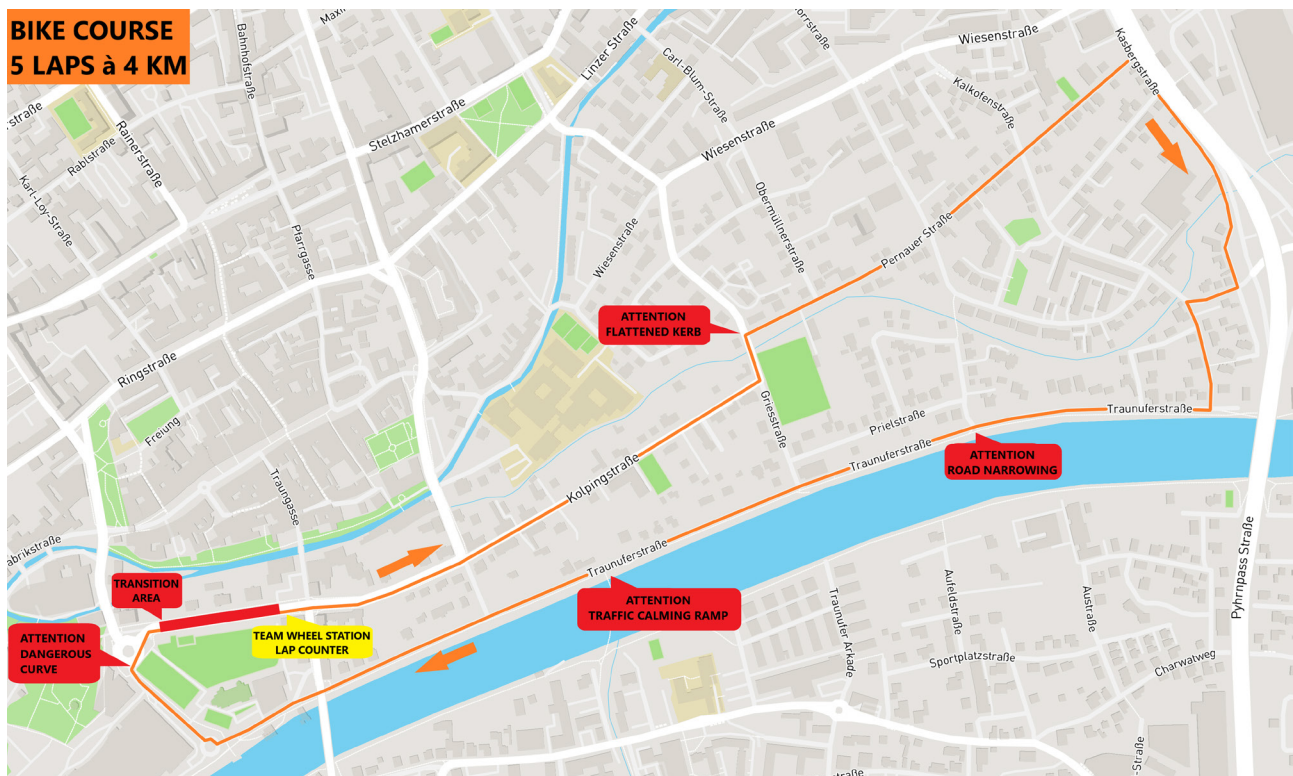 BIKE COURSE
5 LAPS à 4 KM
Linzer Straße
Bahnhofstraße
Carl-Blum-Straße
Wiesenstraße
Kasbergstraße
Kalkofenstraße
Stelzhamerstraße
Rainerstraße
Rablstraße
Wiesenstraße
Karl-Loy-Straße
Obermüllnerstraße
Pfarrgasse
Wiesenstraße
Pernauer Straße
ATTENTION
FLATTENED KERB
Ringstraße
Freiung
Griesstraße
Prielstraße
Traunuferstraße
Traunuferstraße
ATTENTION
ROAD NARROWING
Kolpingstraße
Traungasse
Traunuferstraße
TRANSITION
AREA
ATTENTION
TRAFFIC CALMING RAMP
ATTENTION
DANGEROUS
CURVE
TEAM WHEEL STATION
LAP COUNTER
Traunufer Arkade
Aufeldstraße
Austraße
Pyhrnpass Straße
Sportplatzstraße
Charwatweg